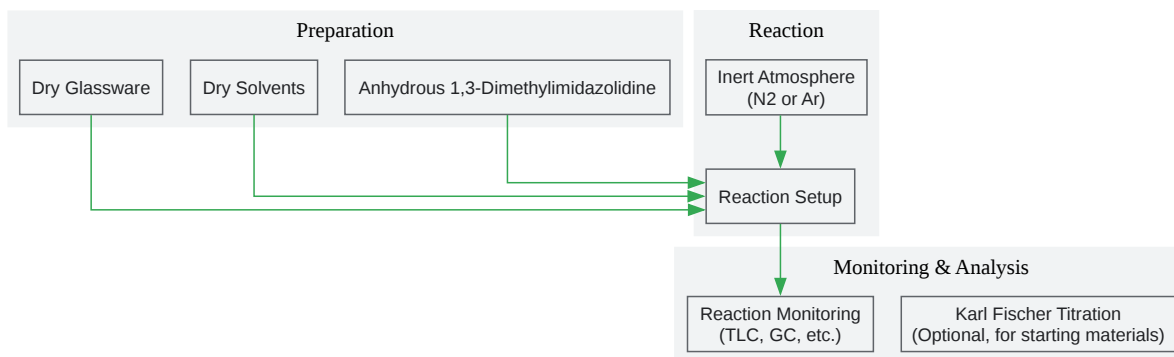 Preparation
Dry Glassware
Dry Solvents
Anhydrous 1,3-Dimethylimidazolidine
Reaction
Inert Atmosphere
(N2 or Ar)
Reaction Setup
Monitoring & Analysis
Reaction Monitoring
(TLC, GC, etc.)
Karl Fischer Titration
(Optional, for starting materials)